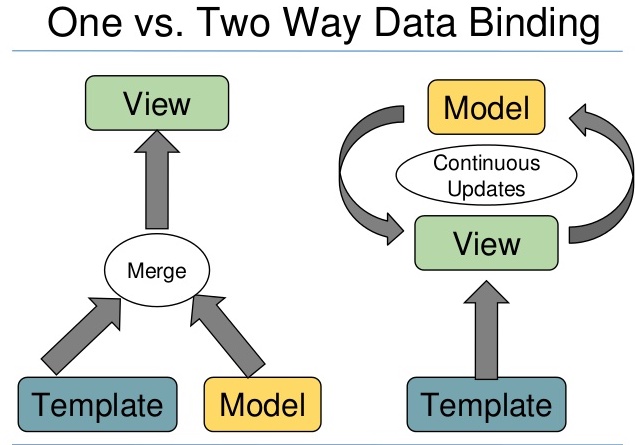 One vs. Two Way Data Binding
View
Merge
Template
Model
Model
Continuous
Updates
View
Template